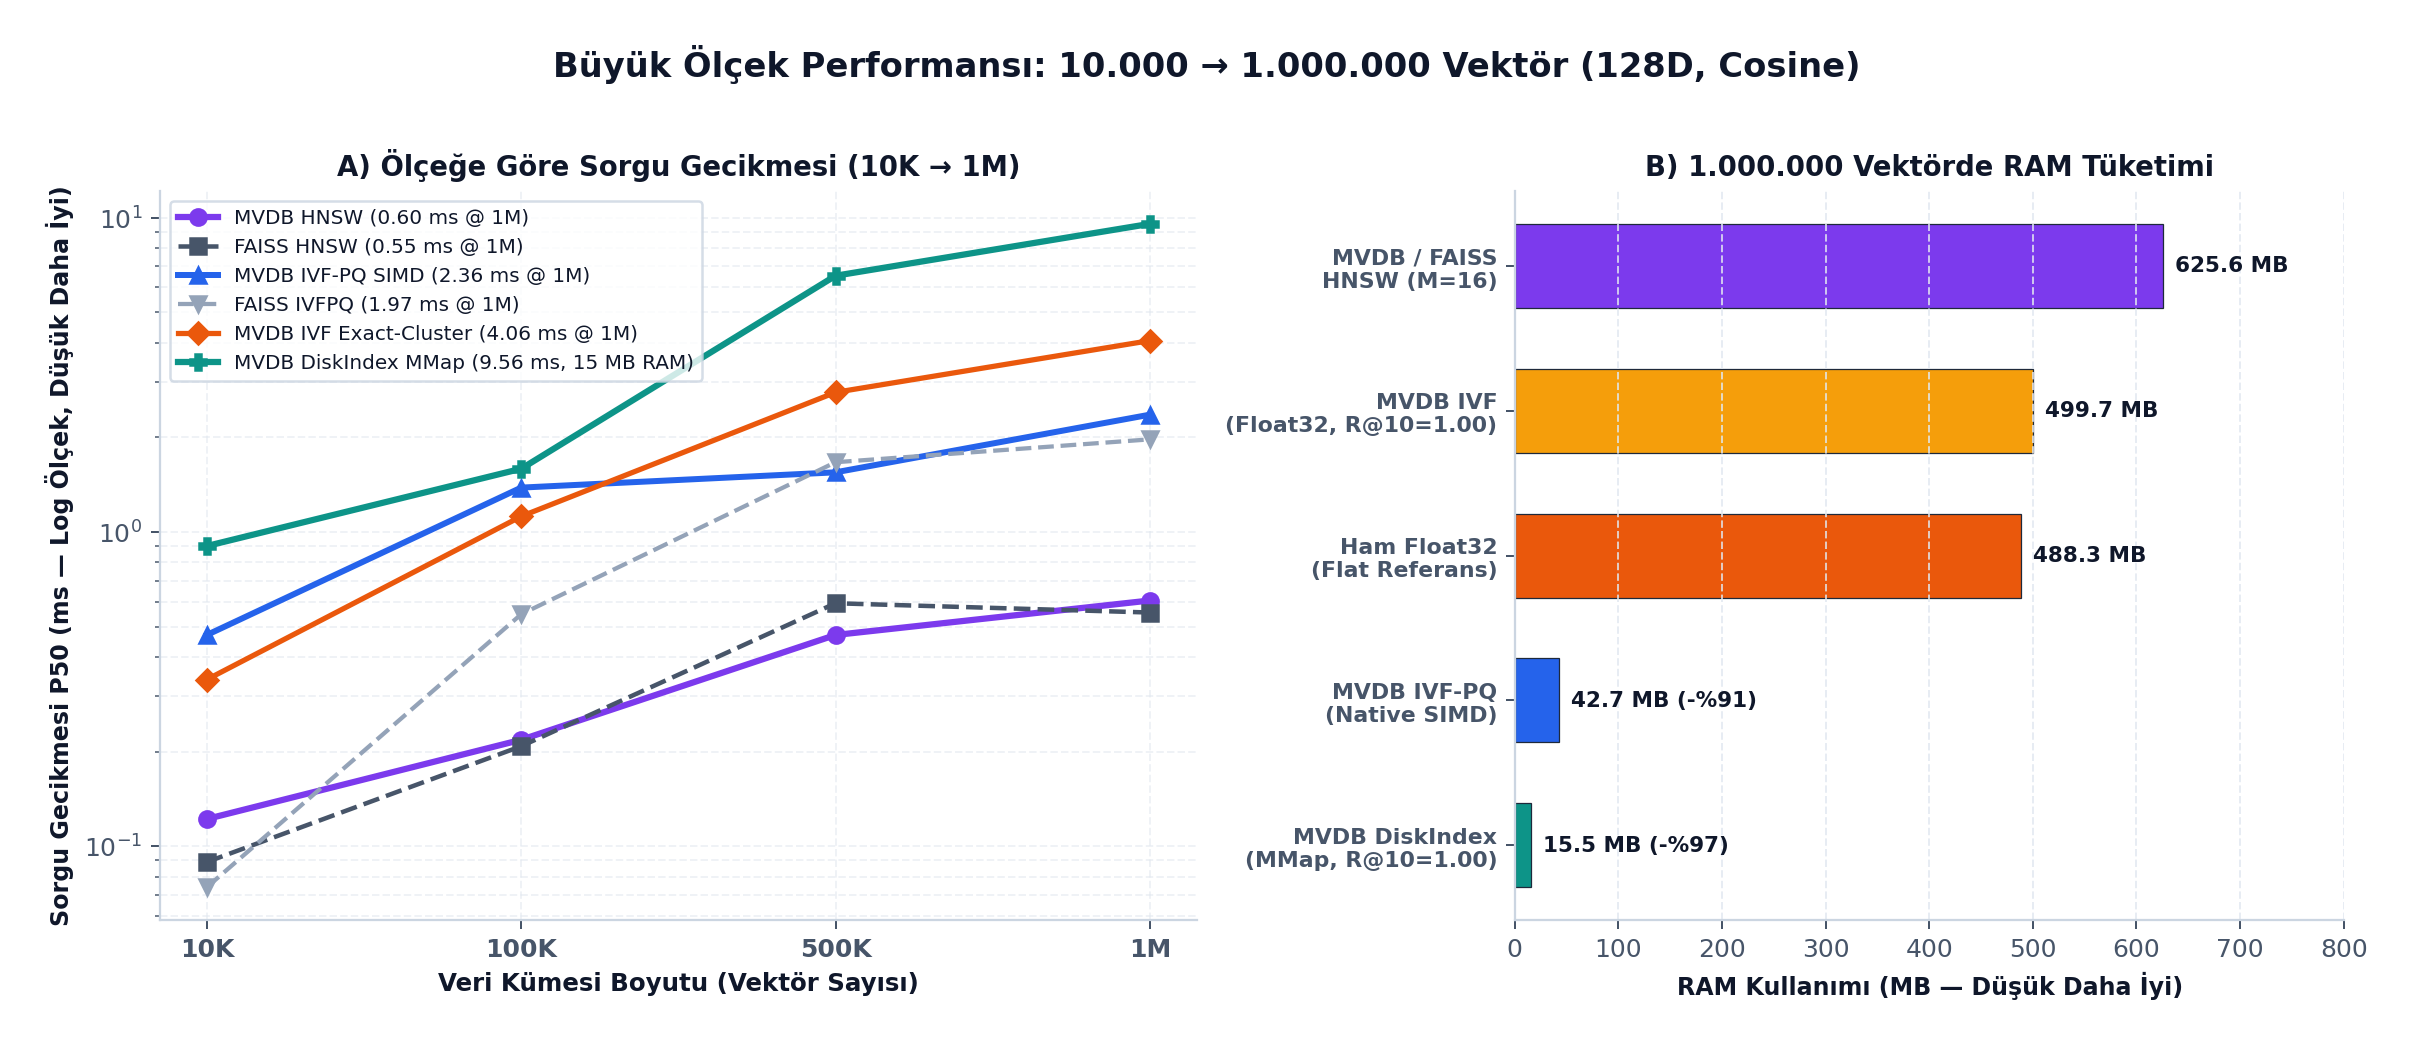 Büyük Ölçek Performansı: 10.000 → 1.000.000 Vektör (128D, Cosine)
A) Ölçeğe Göre Sorgu Gecikmesi (10K → 1M)
Sorgu Gecikmesi P50 (ms — Log Ölçek, Düşük Daha İyi)
10¹
10⁰
10⁻¹
MVDB HNSW (0.60 ms @ 1M)
FAISS HNSW (0.55 ms @ 1M)
MVDB IVF-PQ SIMD (2.36 ms @ 1M)
FAISS IVFPQ (1.97 ms @ 1M)
MVDB IVF Exact-Cluster (4.06 ms @ 1M)
MVDB DiskIndex MMap (9.56 ms, 15 MB RAM)
10K 100K 500K 1M
Veri Kümesi Boyutu (Vektör Sayısı)
B) 1.000.000 Vektörde RAM Tüketimi
MVDB / FAISS
HNSW (M=16)
625.6 MB
MVDB IVF
(Float32, R@10=1.00)
499.7 MB
Ham Float32
(Flat Referans)
488.3 MB
MVDB IVF-PQ
(Native SIMD)
42.7 MB (-%91)
MVDB DiskIndex
(MMap, R@10=1.00)
15.5 MB (-%97)
0 100 200 300 400 500 600 700 800
RAM Kullanımı (MB — Düşük Daha İyi)